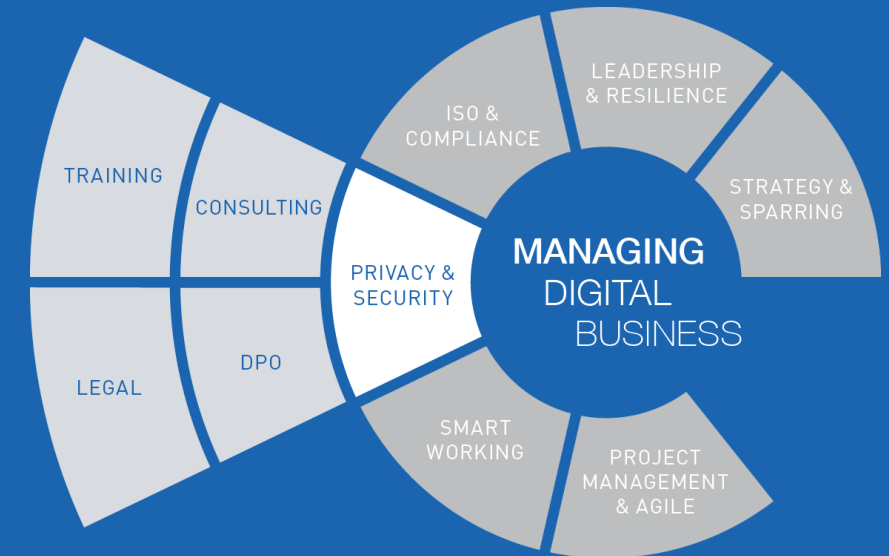 LEADERSHIP
& RESILIENCE
ISO &
COMPLIANCE
STRATEGY &
SPARRING
TRAINING
CONSULTING
PRIVACY &
SECURITY
MANAGING
DIGITAL
BUSINESS
LEGAL
DPO
SMART
WORKING
PROJECT
MANAGEMENT
& AGILE